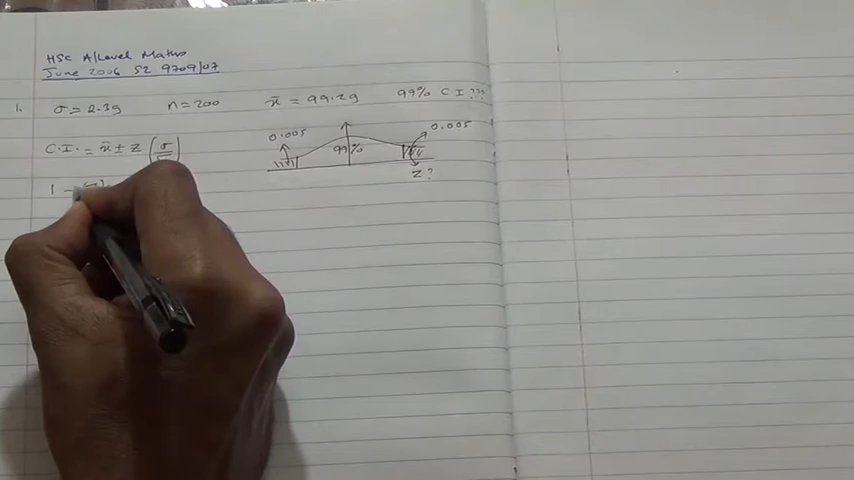 HSC A/Level Maths
June 2006 S2 9709/07
1. σ = 2.3g n = 200 x̄ = 99.2g 99% C.I ???
0.005 0.005
C.I. = x̄ ± z (σ
99%
z?
1 -